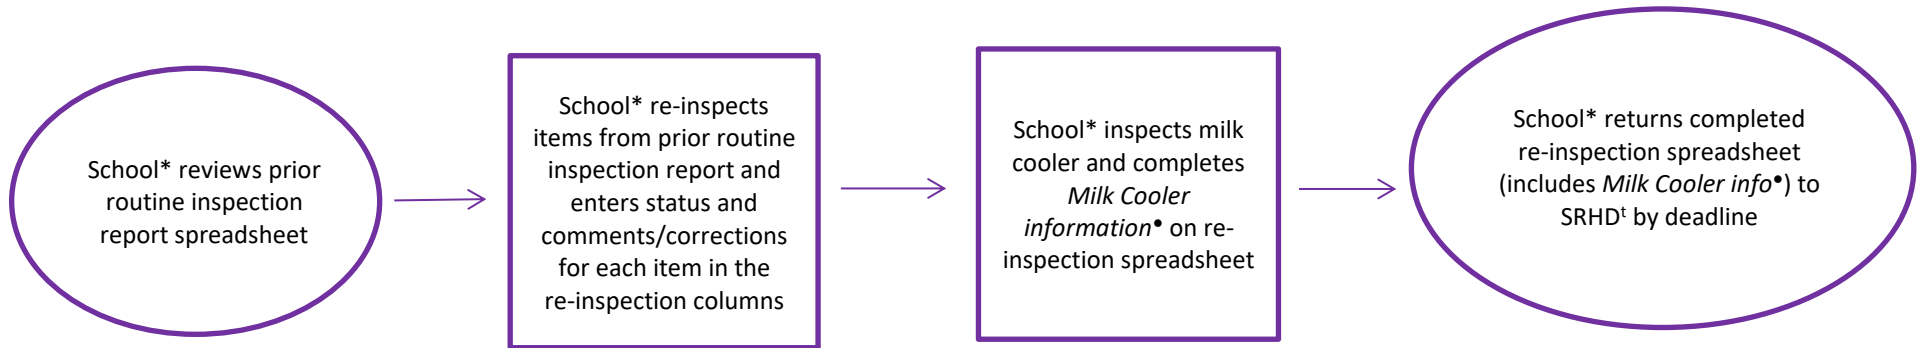 School* reviews prior
routine inspection
report spreadsheet
School* re-inspects
items from prior routine
inspection report and
enters status and
comments/corrections
for each item in the
re-inspection columns
School* inspects milk
cooler and completes
Milk Cooler
information• on re-
inspection spreadsheet
School* returns completed
re-inspection spreadsheet
(includes Milk Cooler info•) to
SRHDᵗ by deadline